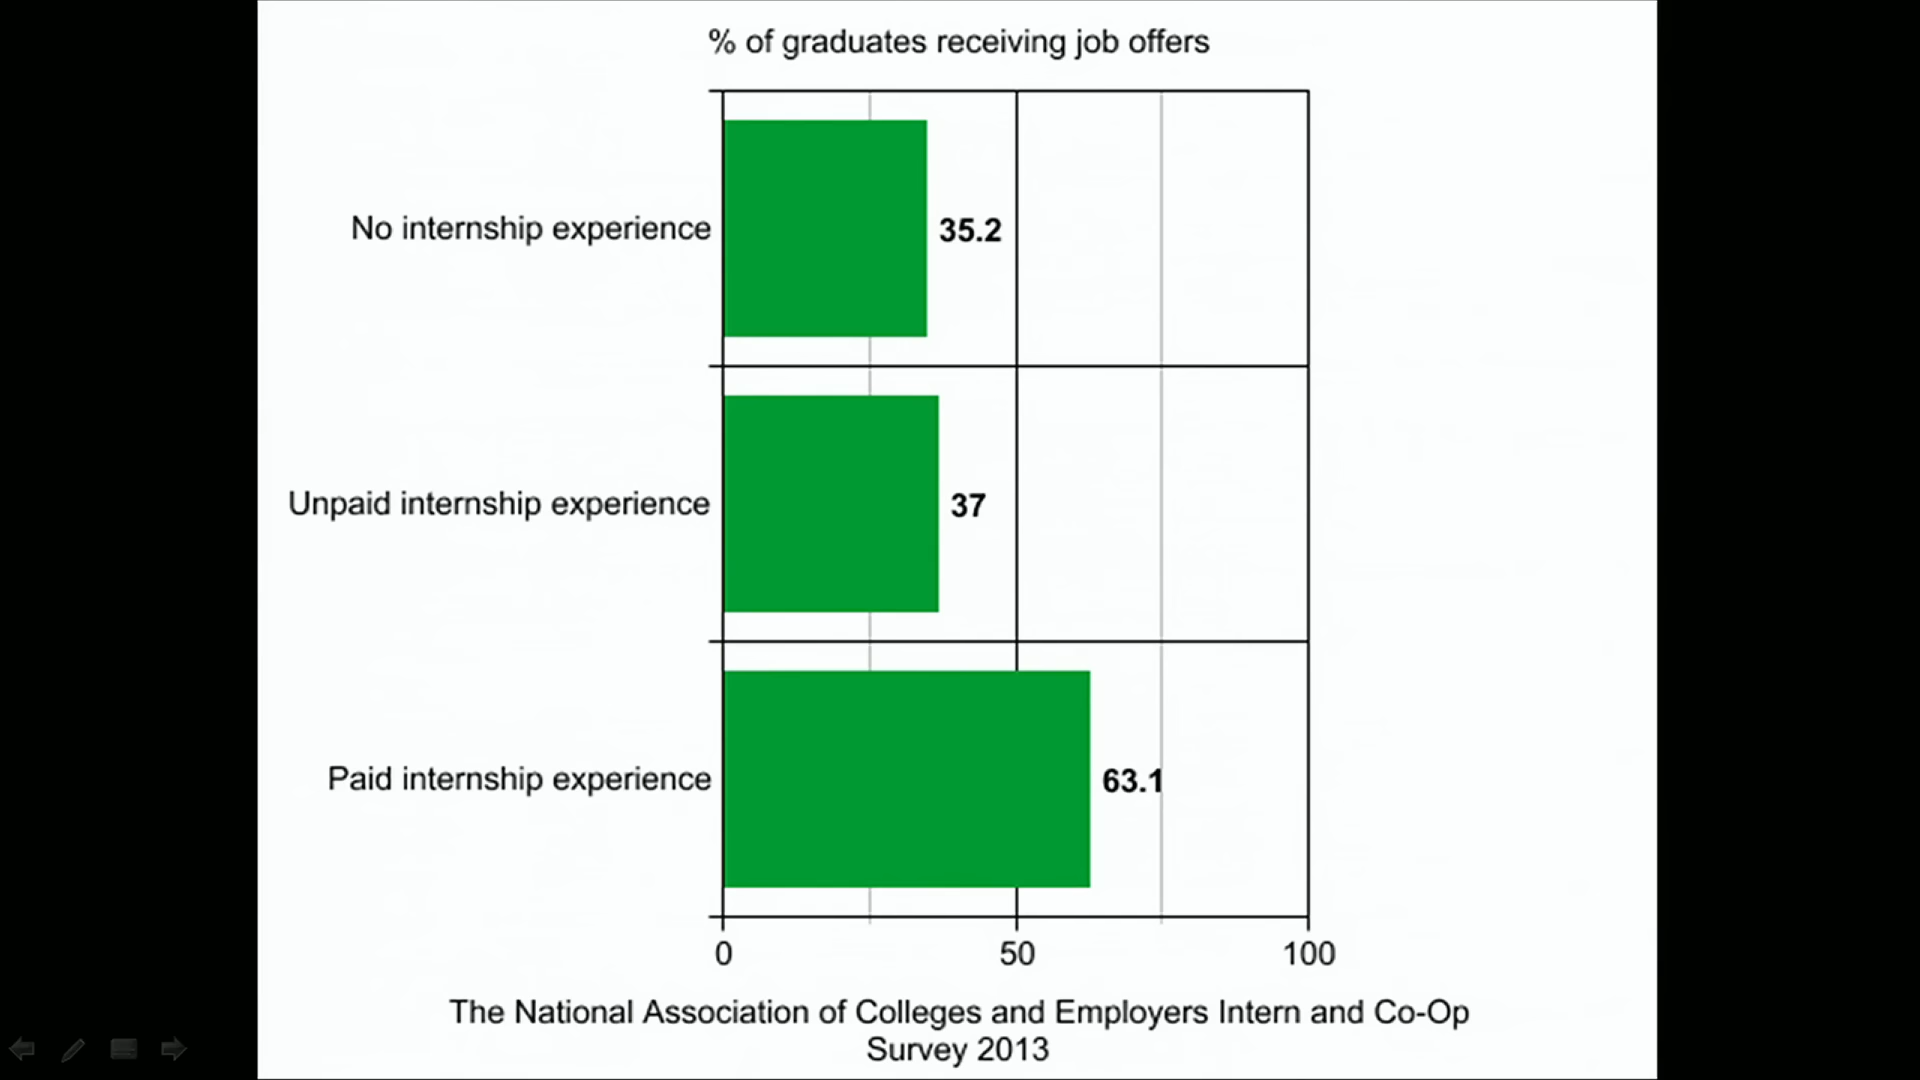 % of graduates receiving job offers
No internship experience
35.2
Unpaid internship experience
37
Paid internship experience
63.1
0 50 100
The National Association of Colleges and Employers Intern and Co-Op
Survey 2013